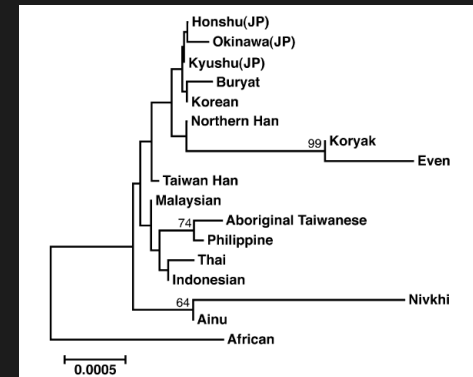 Honshu(JP)
Okinawa(JP)
Kyushu(JP)
Buryat
Korean
Northern Han
99 Koryak
Even
Taiwan Han
Malaysian
74 Aboriginal Taiwanese
Philippine
Thai
Indonesian
64 Nivkhi
Ainu
African
0.0005